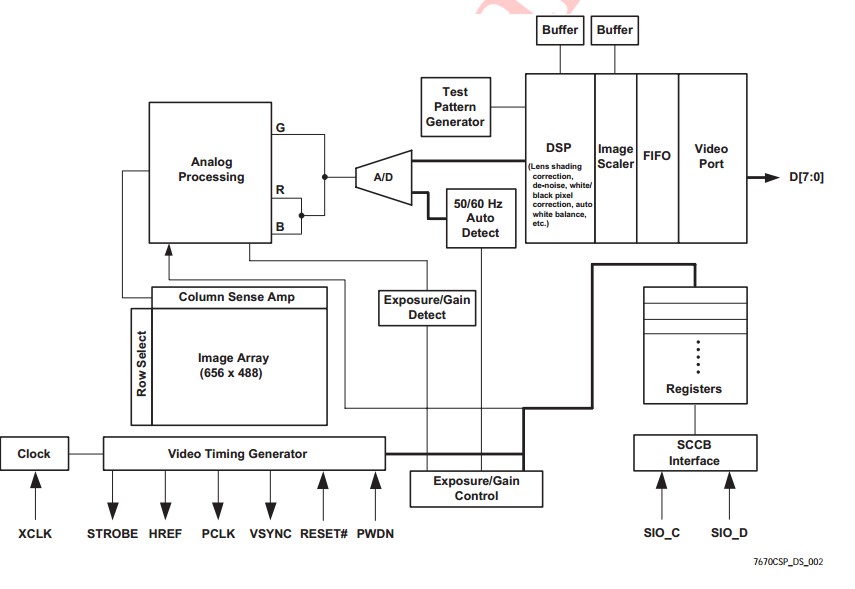 Buffer
Buffer
Test
Pattern
Generator
G
Analog
Processing
R
B
A/D
50/60 Hz
Auto
Detect
DSP
(Lens shading
correction,
de-noise, white/
black pixel
correction, auto
white balance,
etc.)
Image
Scaler
FIFO
Video
Port
D[7:0]
Column Sense Amp
Row Select
Image Array
(656 x 488)
Exposure/Gain
Detect
Registers
Clock
Video Timing Generator
Exposure/Gain
Control
SCCB
Interface
XCLK
STROBE
HREF
PCLK
VSYNC
RESET#
PWDN
SIO_C
SIO_D
7670CSP_DS_002